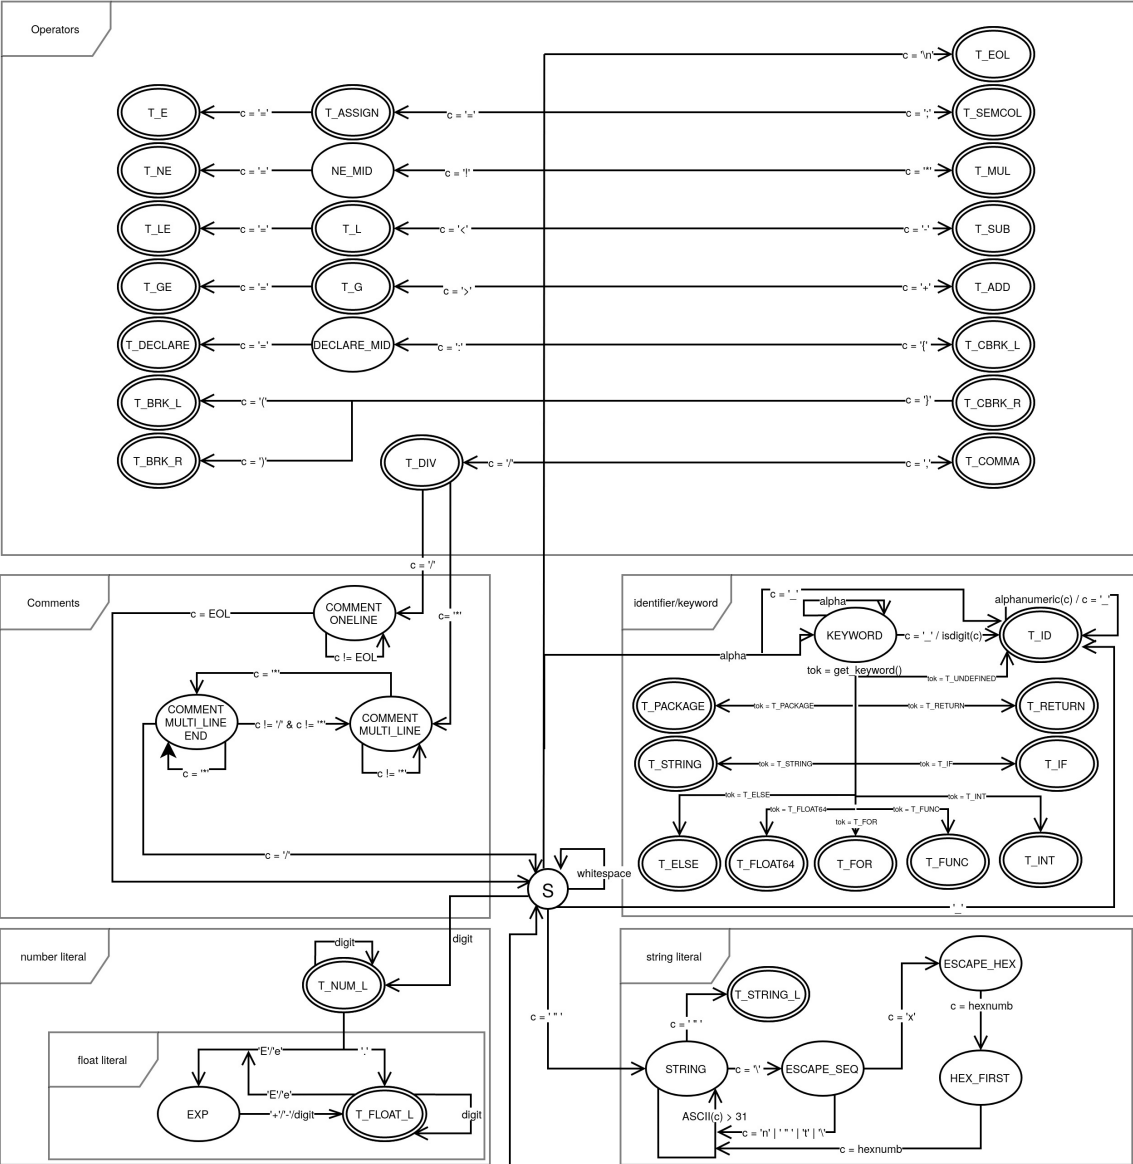 Operators
c = '\n'
T_EOL
T_E
c = '='
T_ASSIGN
c = '='
c = ';'
T_SEMCOL
T_NE
c = '='
NE_MID
c = '!'
c = '*'
T_MUL
T_LE
c = '='
T_L
c = '<'
c = '-'
T_SUB
T_GE
c = '='
T_G
c = '>'
c = '+'
T_ADD
T_DECLARE
c = '='
DECLARE_MID
c = ':'
c = '{'
T_CBRK_L
T_BRK_L
c = '('
c = '}'
T_CBRK_R
T_BRK_R
c = ')'
T_DIV
c = '/'
c = ','
T_COMMA
c = '/'
c= '*'
Comments
COMMENT
ONELINE
c = EOL
c != EOL
c = '*'
COMMENT
MULTI_LINE
END
c != '/' & c != '*'
COMMENT
MULTI_LINE
c = '*'
c != '*'
c = '/'
identifier/keyword
c = '_'
alpha
alphanumeric(c) / c = '_'
KEYWORD
c = '_' / isdigit(c)
T_ID
alpha
tok = get_keyword()
tok = T_UNDEFINED
T_PACKAGE
tok = T_PACKAGE
tok = T_RETURN
T_RETURN
T_STRING
tok = T_STRING
tok = T_IF
T_IF
tok = T_ELSE
tok = T_INT
tok = T_FLOAT64
tok = T_FUNC
tok = T_FOR
T_ELSE
T_FLOAT64
T_FOR
T_FUNC
T_INT
S
whitespace
'_'
number literal
digit
digit
T_NUM_L
float literal
'E'/'e'
'.'
'E'/'e'
EXP
'+'/'-'/digit
T_FLOAT_L
digit
string literal
c = ' " '
T_STRING_L
c = ' " '
STRING
c = '\'
ESCAPE_SEQ
c = 'x'
ESCAPE_HEX
c = hexnumb
HEX_FIRST
ASCII(c) > 31
c = 'n' | ' " ' | 't' | '\'
c = hexnumb